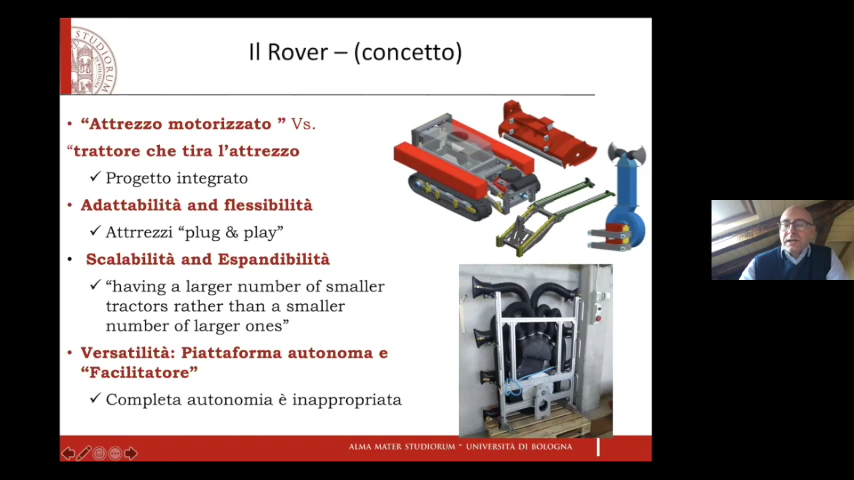 Il Rover – (concetto)
• “Attrezzo motorizzato ” Vs.
“trattore che tira l’attrezzo
✓ Progetto integrato
• Adattabilità and flessibilità
✓ Attrrezzi “plug & play”
• Scalabilità and Espandibilità
✓ “having a larger number of smaller
tractors rather than a smaller
number of larger ones”
• Versatilità: Piattaforma autonoma e
“Facilitatore”
✓ Completa autonomia è inappropriata
ALMA MATER STUDIORUM ~ UNIVERSITÀ DI BOLOGNA